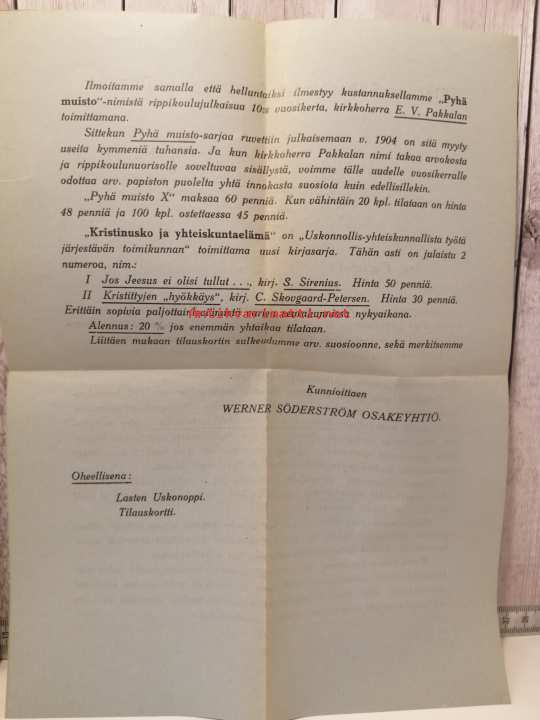 Ilmoitamme samalla että helluntaiksi ilmestyy kustannuksellamme „Pyhä
muisto"-nimistä rippikoulujulkaisua 10:s vuosikerta, kirkkoherra E. V. Pakkalan
toimittamana.
Sittekun Pyhä muisto-sarjaa ruvettiin julkaisemaan v. 1904 on sitä myyty
useita kymmeniä tuhansia. Ja kun kirkkoherra Pakkalan nimi takaa arvokasta
ja rippikoulunuorisolle soveltuvaa sisällystä, voimme tälle uudelle vuosikerralle
odottaa arv. papiston puolelta yhtä innokasta suosiota kuin edellisillekin.
„Pyhä muisto X" maksaa 60 penniä. Kun vähintäin 20 kpl. tilataan on hinta
48 penniä ja 100 kpl. ostettaessa 45 penniä.
„Kristinusko ja yhteiskuntaelämä" on „Uskonnollis-yhteiskunnallista työtä
järjestävän toimikunnan" toimittama uusi kirjasarja. Tähän asti on julaistu 2
numeroa, nim.:
I Jos Jeesus ei olisi tullut . . ., kirj. S. Sirenius. Hinta 50 penniä.
II Kristittyjen „hyökkäys", kirj. C. Skovgaard-Petersen. Hinta 30 penniä.
Erittäin sopivia paljottain nykyaikana.
Alennus: 20 % jos enemmän yhtaikaa tilataan.
Liittäen mukaan tilauskortin sulkeudumme arv. suosioonne, sekä merkitsemme
Kunnioittaen
WERNER SÖDERSTRÖM OSAKEYHTIÖ.
Oheellisena:
Lasten Uskonoppi.
Tilauskortti.